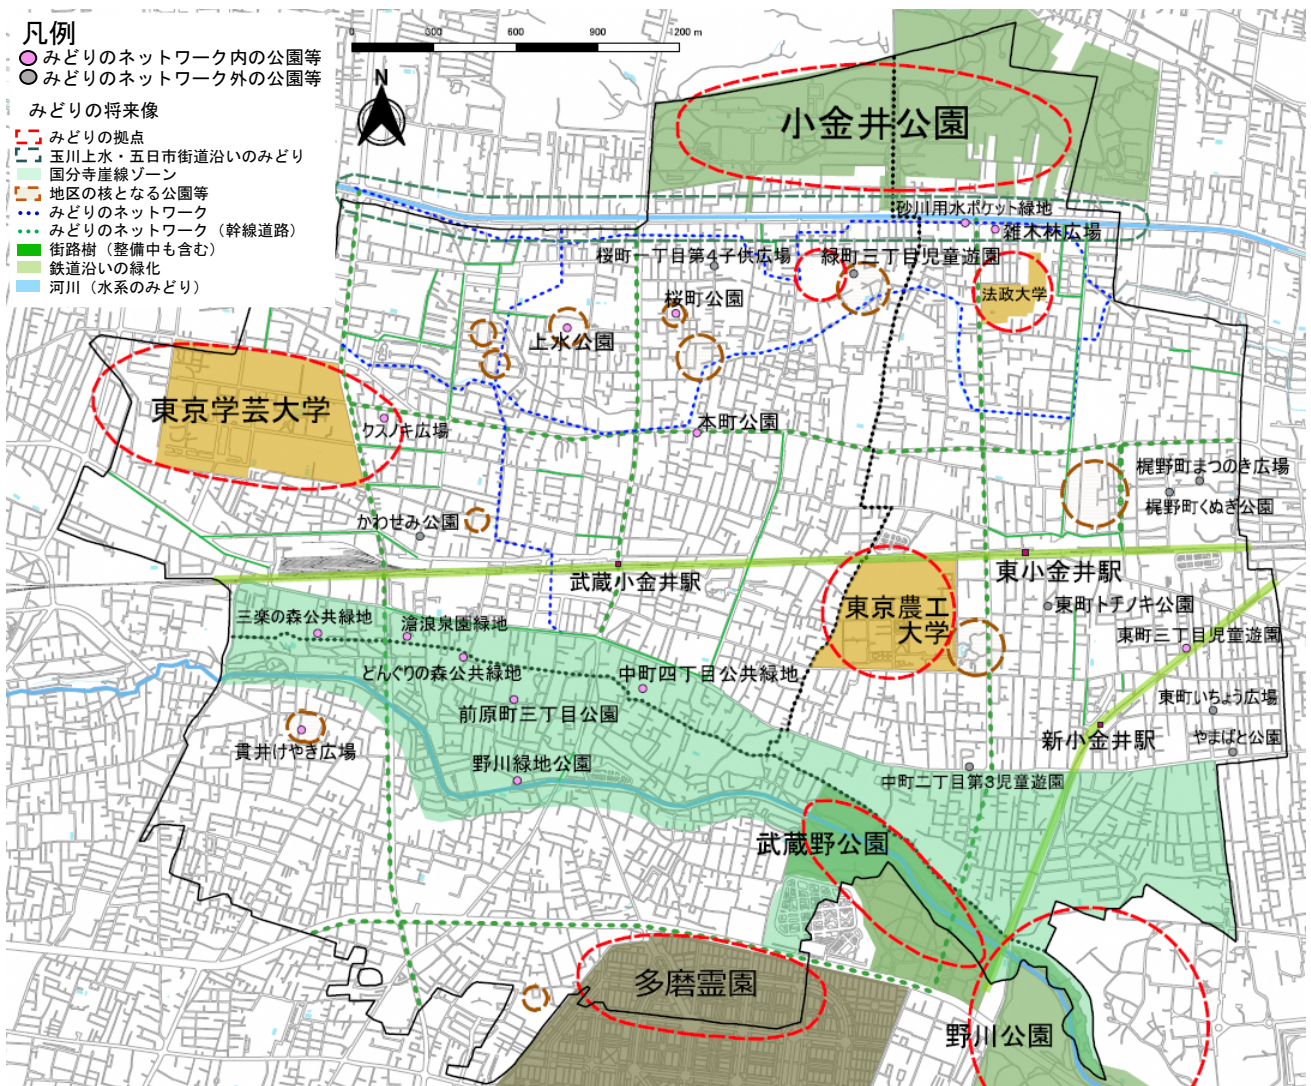 凡例
みどりのネットワーク内の公園等
みどりのネットワーク外の公園等
みどりの将来像
みどりの拠点
玉川上水・五日市街道沿いのみどり
国分寺崖線ゾーン
地区の核となる公園等
みどりのネットワーク
みどりのネットワーク（幹線道路）
街路樹（整備中も含む）
鉄道沿いの緑化
河川（水系のみどり）
0 300 600 900 1200 m
N
小金井公園
砂川用水ポケット緑地
雑木林広場
桜町一丁目第4子供広場
緑町三丁目児童遊園
法政大学
桜町公園
上水公園
東京学芸大学
クスノキ広場
本町公園
梶野町まつのき広場
梶野町くぬぎ公園
かわせみ公園
武蔵小金井駅
東小金井駅
東京農工
大学
東町トチノキ公園
三楽の森公共緑地
滄浪泉園緑地
東町三丁目児童遊園
どんぐりの森公共緑地
中町四丁目公共緑地
東町いちょう広場
前原町三丁目公園
新小金井駅
やまばと公園
貫井けやき広場
野川緑地公園
中町二丁目第3児童遊園
武蔵野公園
多磨霊園
野川公園